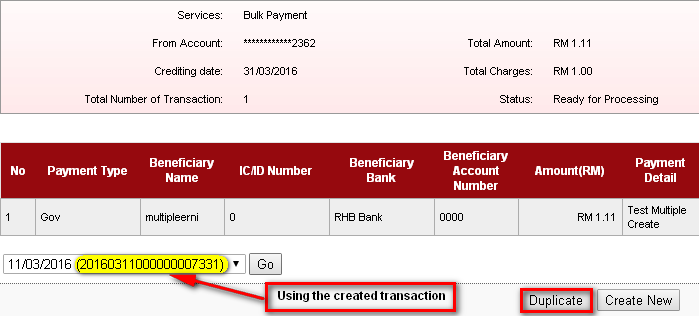 Services: Bulk Payment
From Account: ************2362 Total Amount: RM 1.11
Crediting date: 31/03/2016 Total Charges: RM 1.00
Total Number of Transaction: 1 Status: Ready for Processing
No Payment Type Beneficiary Name IC/ID Number Beneficiary Bank Beneficiary Account Number Amount(RM) Payment Detail
1 Gov multipleerni 0 RHB Bank 0000 RM 1.11 Test Multiple Create
11/03/2016 (20160311000000007331) Go
Using the created transaction
Duplicate Create New